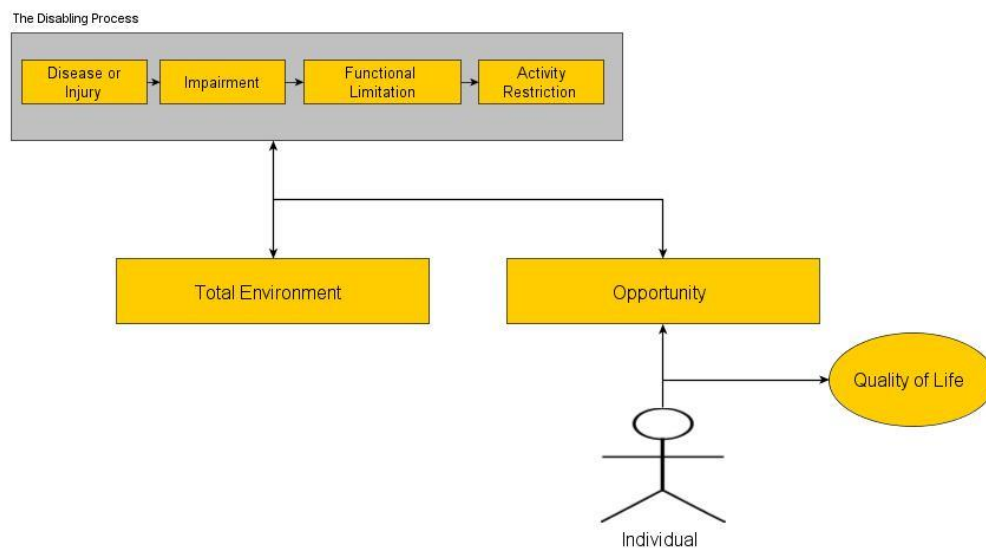 The Disabling Process
Disease or
Injury
Impairment
Functional
Limitation
Activity
Restriction
Total Environment
Opportunity
Quality of Life
Individual